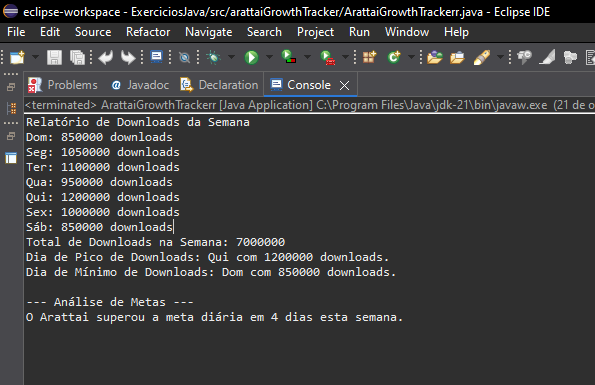 eclipse-workspace - ExerciciosJava/src/arattaiGrowthTracker/ArattaiGrowthTrackerr.java - Eclipse IDE
File Edit Source Refactor Navigate Search Project Run Window Help
Problems Javadoc Declaration Console
<terminated> ArattaiGrowthTrackerr [Java Application] C:\Program Files\Java\jdk-21\bin\javaw.exe (21 de o
Relatório de Downloads da Semana
Dom: 850000 downloads
Seg: 1050000 downloads
Ter: 1100000 downloads
Qua: 950000 downloads
Qui: 1200000 downloads
Sex: 1000000 downloads
Sáb: 850000 downloads
Total de Downloads na Semana: 7000000
Dia de Pico de Downloads: Qui com 1200000 downloads.
Dia de Mínimo de Downloads: Dom com 850000 downloads.
--- Análise de Metas ---
O Arattai superou a meta diária em 4 dias esta semana.